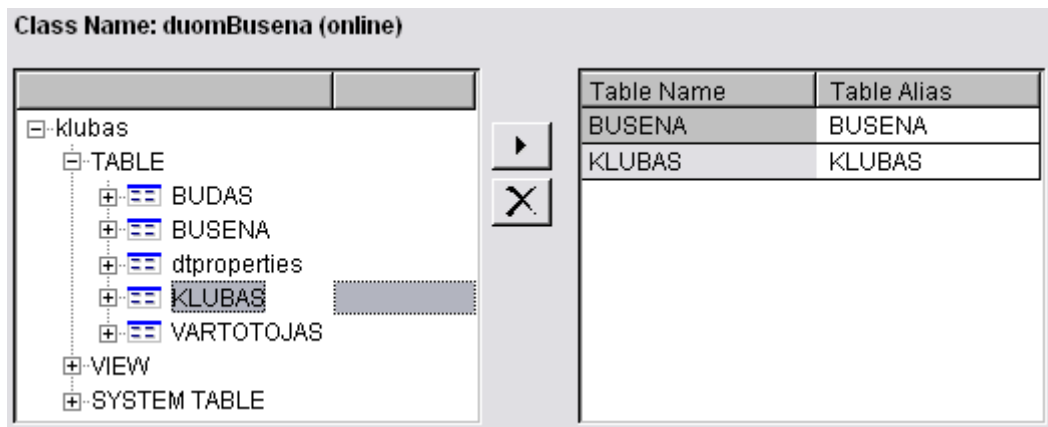 Class Name: duomBusena (online)
klubas
TABLE
BUDAS
BUSENA
dtproperties
KLUBAS
VARTOTOJAS
VIEW
SYSTEM TABLE
Table Name Table Alias
BUSENA BUSENA
KLUBAS KLUBAS